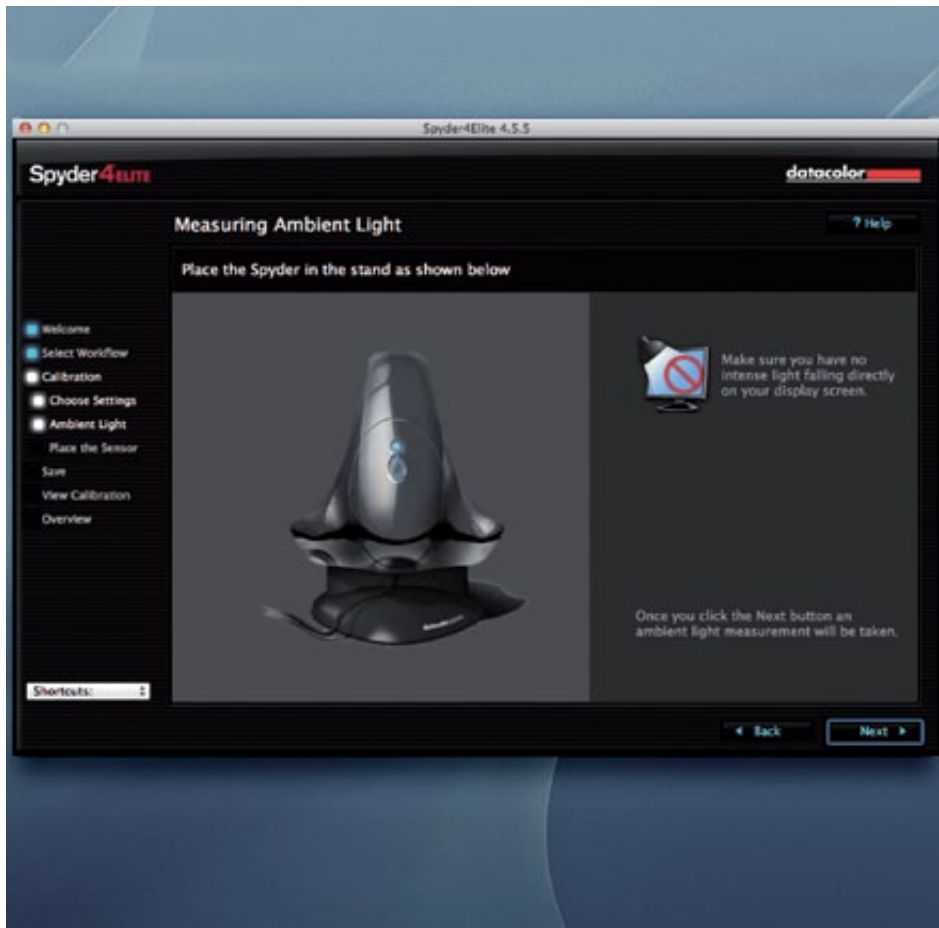 Spyder4Elite 4.5.5
Spyder4ELITE
datacolor
Measuring Ambient Light
? Help
Place the Spyder in the stand as shown below
Welcome
Select Workflow
Calibration
Choose Settings
Ambient Light
Place the Sensor
Save
View Calibration
Overview
Make sure you have no
intense light falling directly
on your display screen.
Once you click the Next button an
ambient light measurement will be taken.
Shortcuts:
Back
Next